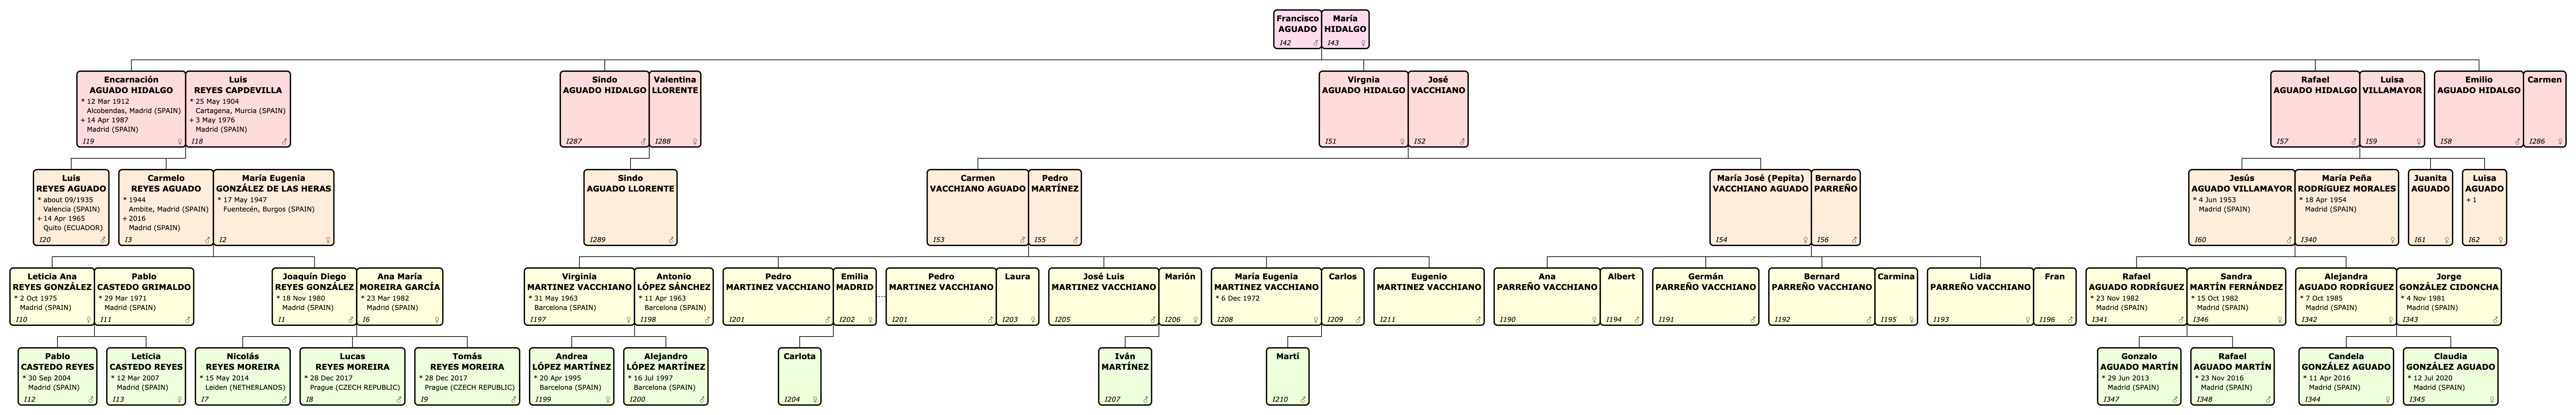 Francisco
AGUADO
I42 ♂
María
HIDALGO
I43 ♀
Encarnación
AGUADO HIDALGO
* 12 Mar 1912
Alcobendas, Madrid (SPAIN)
+ 14 Apr 1987
Madrid (SPAIN)
I19 ♀
Luis
REYES CAPDEVILLA
* 25 May 1904
Cartagena, Murcia (SPAIN)
+ 3 May 1976
Madrid (SPAIN)
I18 ♂
Sindo
AGUADO HIDALGO
I287 ♂
Valentina
LLORENTE
I288 ♀
Virgnia
AGUADO HIDALGO
I51 ♀
José
VACCHIANO
I52 ♂
Rafael
AGUADO HIDALGO
I57 ♂
Luisa
VILLAMAYOR
I59 ♀
Emilio
AGUADO HIDALGO
I58 ♂
Carmen
I286 ♀
Luis
REYES AGUADO
* about 09/1935
Valencia (SPAIN)
+ 14 Apr 1965
Quito (ECUADOR)
I20 ♂
Carmelo
REYES AGUADO
* 1944
Ambite, Madrid (SPAIN)
+ 2016
Madrid (SPAIN)
I3 ♂
María Eugenia
GONZÁLEZ DE LAS HERAS
* 17 May 1947
Fuentecén, Burgos (SPAIN)
I2 ♀
Sindo
AGUADO LLORENTE
I289 ♂
Carmen
VACCHIANO AGUADO
I53 ♂
Pedro
MARTÍNEZ
I55 ♂
María José (Pepita)
VACCHIANO AGUADO
I54 ♀
Bernardo
PARREÑO
I56 ♂
Jesús
AGUADO VILLAMAYOR
* 4 Jun 1953
Madrid (SPAIN)
I60 ♂
María Peña
RODRíGUEZ MORALES
* 18 Apr 1954
Madrid (SPAIN)
I340 ♀
Juanita
AGUADO
I61 ♀
Luisa
AGUADO
+ 1
I62 ♀
Leticia Ana
REYES GONZÁLEZ
* 2 Oct 1975
Madrid (SPAIN)
I10 ♀
Pablo
CASTEDO GRIMALDO
* 29 Mar 1971
Madrid (SPAIN)
I11 ♂
Joaquín Diego
REYES GONZÁLEZ
* 18 Nov 1980
Madrid (SPAIN)
I1 ♂
Ana María
MOREIRA GARCÍA
* 23 Mar 1982
Madrid (SPAIN)
I6 ♀
Virginia
MARTINEZ VACCHIANO
* 31 May 1963
Barcelona (SPAIN)
I197 ♀
Antonio
LÓPEZ SÁNCHEZ
* 11 Apr 1963
Barcelona (SPAIN)
I198 ♂
Pedro
MARTINEZ VACCHIANO
I201 ♂
Emilia
MADRID
I202 ♀
Pedro
MARTINEZ VACCHIANO
I201 ♂
Laura
I203 ♀
José Luis
MARTINEZ VACCHIANO
I205 ♂
Marión
I206 ♀
María Eugenia
MARTINEZ VACCHIANO
* 6 Dec 1972
I208 ♀
Carlos
I209 ♂
Eugenio
MARTINEZ VACCHIANO
I211 ♂
Ana
PARREÑO VACCHIANO
I190 ♀
Albert
I194 ♂
Germán
PARREÑO VACCHIANO
I191 ♂
Bernard
PARREÑO VACCHIANO
I192 ♂
Carmina
I195 ♀
Lidia
PARREÑO VACCHIANO
I193 ♀
Fran
I196 ♂
Rafael
AGUADO RODRÍGUEZ
* 23 Nov 1982
Madrid (SPAIN)
I341 ♂
Sandra
MARTÍN FERNÁNDEZ
* 15 Oct 1982
Madrid (SPAIN)
I346 ♀
Alejandra
AGUADO RODRÍGUEZ
* 7 Oct 1985
Madrid (SPAIN)
I342 ♀
Jorge
GONZÁLEZ CIDONCHA
* 4 Nov 1981
Madrid (SPAIN)
I343 ♂
Pablo
CASTEDO REYES
* 30 Sep 2004
Madrid (SPAIN)
I12 ♂
Leticia
CASTEDO REYES
* 12 Mar 2007
Madrid (SPAIN)
I13 ♀
Nicolás
REYES MOREIRA
* 15 May 2014
Leiden (NETHERLANDS)
I7 ♂
Lucas
REYES MOREIRA
* 28 Dec 2017
Prague (CZECH REPUBLIC)
I8 ♂
Tomás
REYES MOREIRA
* 28 Dec 2017
Prague (CZECH REPUBLIC)
I9 ♂
Andrea
LÓPEZ MARTÍNEZ
* 20 Apr 1995
Barcelona (SPAIN)
I199 ♀
Alejandro
LÓPEZ MARTÍNEZ
* 16 Jul 1997
Barcelona (SPAIN)
I200 ♂
Carlota
I204 ♀
Iván
MARTÍNEZ
I207 ♂
Martí
I210 ♂
Gonzalo
AGUADO MARTÍN
* 29 Jun 2013
Madrid (SPAIN)
I347 ♂
Rafael
AGUADO MARTÍN
* 23 Nov 2016
Madrid (SPAIN)
I348 ♂
Candela
GONZÁLEZ AGUADO
* 11 Apr 2016
Madrid (SPAIN)
I344 ♀
Claudia
GONZÁLEZ AGUADO
* 12 Jul 2020
Madrid (SPAIN)
I345 ♀